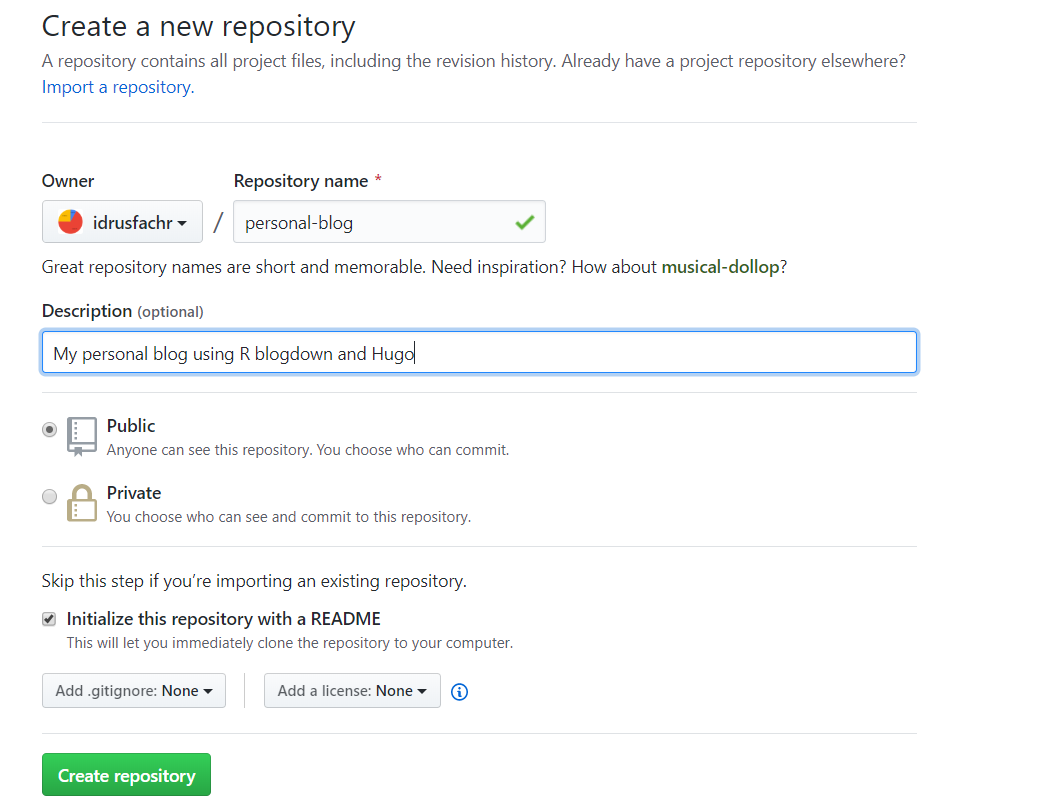 Create a new repository
A repository contains all project files, including the revision history. Already have a project repository elsewhere?
Import a repository.
Owner
Repository name *
idrusfachr / personal-blog
Great repository names are short and memorable. Need inspiration? How about musical-dollop?
Description (optional)
My personal blog using R blogdown and Hugo
Public
Anyone can see this repository. You choose who can commit.
Private
You choose who can see and commit to this repository.
Skip this step if you’re importing an existing repository.
Initialize this repository with a README
This will let you immediately clone the repository to your computer.
Add .gitignore: None
Add a license: None
Create repository